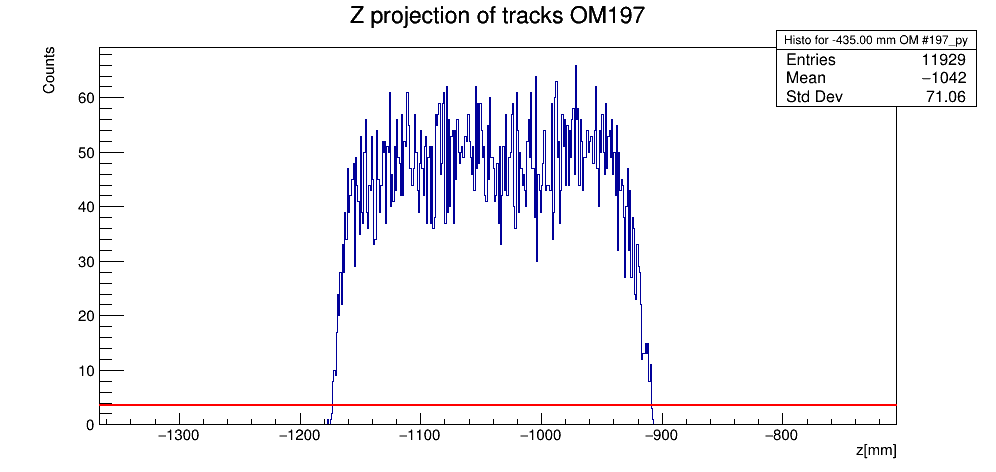 Z projection of tracks OM197
Histo for -435.00 mm OM #197_py
Entries 11929
Mean −1042
Std Dev 71.06
Counts
60
50
40
30
20
10
0
−1300 −1200 −1100 −1000 −900 −800
z[mm]